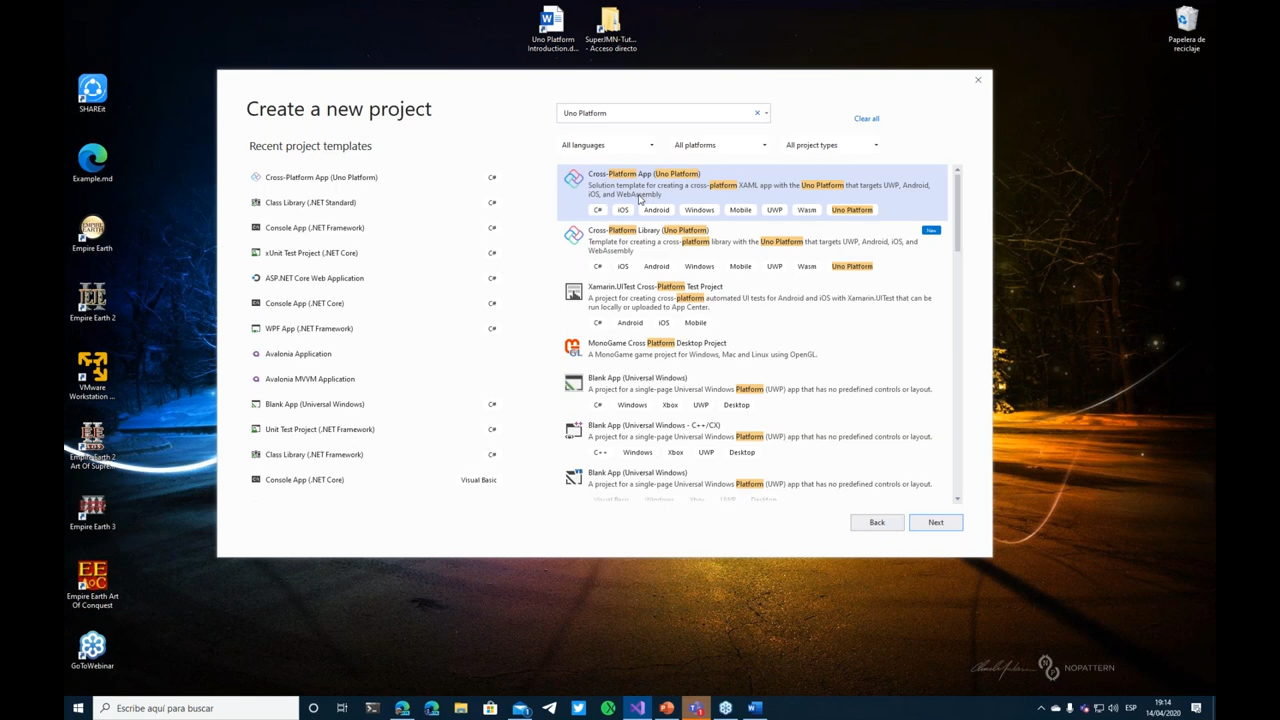 Uno Platform
Introduction.d...
SuperJMN-Tut...
- Acceso directo
Papelera de
reciclaje
SHAREit
Example.md
Empire Earth
Empire Earth 2
VMware
Workstation ...
Empire Earth 2
Art Of Supre...
Empire Earth 3
Empire Earth Art
Of Conquest
GoToWebinar
Create a new project
Recent project templates
Cross-Platform App (Uno Platform) C#
Class Library (.NET Standard) C#
Console App (.NET Framework) C#
xUnit Test Project (.NET Core) C#
ASP.NET Core Web Application C#
Console App (.NET Core) C#
WPF App (.NET Framework) C#
Avalonia Application
Avalonia MVVM Application
Blank App (Universal Windows) C#
Unit Test Project (.NET Framework) C#
Class Library (.NET Framework) C#
Console App (.NET Core) Visual Basic
Uno Platform
Clear all
All languages All platforms All project types
Cross-Platform App (Uno Platform)
Solution template for creating a cross-platform XAML app with the Uno Platform that targets UWP, Android,
iOS, and WebAssembly
C# iOS Android Windows Mobile UWP Wasm Uno Platform
Cross-Platform Library (Uno Platform) New
Template for creating a cross-platform library with the Uno Platform that targets UWP, Android, iOS, and
WebAssembly
C# iOS Android Windows Mobile UWP Wasm Uno Platform
Xamarin.UITest Cross-Platform Test Project
A project for creating cross-platform automated UI tests for Android and iOS with Xamarin.UITest that can be
run locally or uploaded to App Center.
C# Android iOS Mobile
MonoGame Cross Platform Desktop Project
A MonoGame game project for Windows, Mac and Linux using OpenGL.
Blank App (Universal Windows)
A project for a single-page Universal Windows Platform (UWP) app that has no predefined controls or layout.
C# Windows Xbox UWP Desktop
Blank App (Universal Windows - C++/CX)
A project for a single-page Universal Windows Platform (UWP) app that has no predefined controls or layout.
C++ Windows Xbox UWP Desktop
Blank App (Universal Windows)
A project for a single-page Universal Windows Platform (UWP) app that has no predefined controls or layout.
Visual Basic Windows Xbox UWP Desktop
Back Next
NOPATTERN
Escribe aquí para buscar
ESP
19:14
14/04/2020